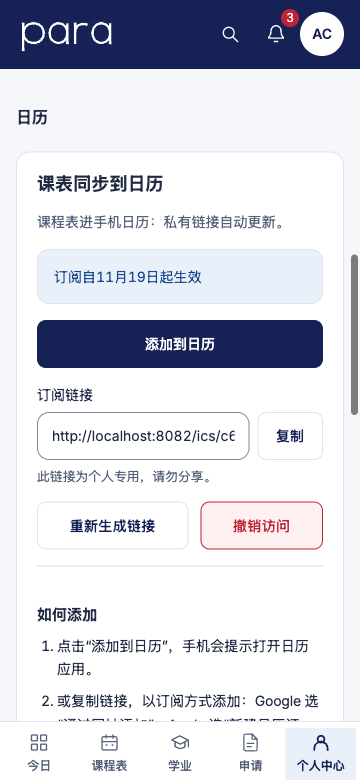 para
3
AC
日历
课表同步到日历
课程表进手机日历：私有链接自动更新。
订阅自11月19日起生效
添加到日历
订阅链接
http://localhost:8082/ics/c6
复制
此链接为个人专用，请勿分享。
重新生成链接
撤销访问
如何添加
1. 点击“添加到日历”，手机会提示打开日历
应用。
2. 或复制链接，以订阅方式添加：Google 选
今日
课程表
学业
申请
个人中心